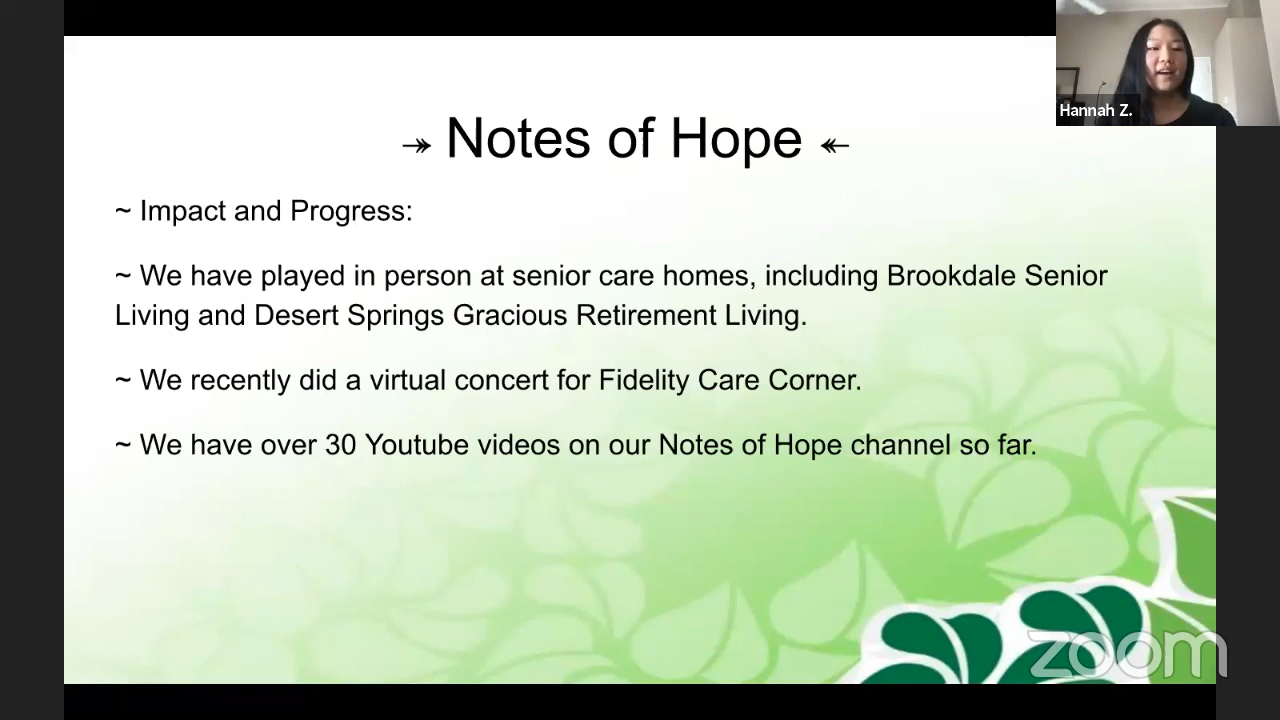 Hannah Z.
↠ Notes of Hope ↞
~ Impact and Progress:
~ We have played in person at senior care homes, including Brookdale Senior
Living and Desert Springs Gracious Retirement Living.
~ We recently did a virtual concert for Fidelity Care Corner.
~ We have over 30 Youtube videos on our Notes of Hope channel so far.
zoom